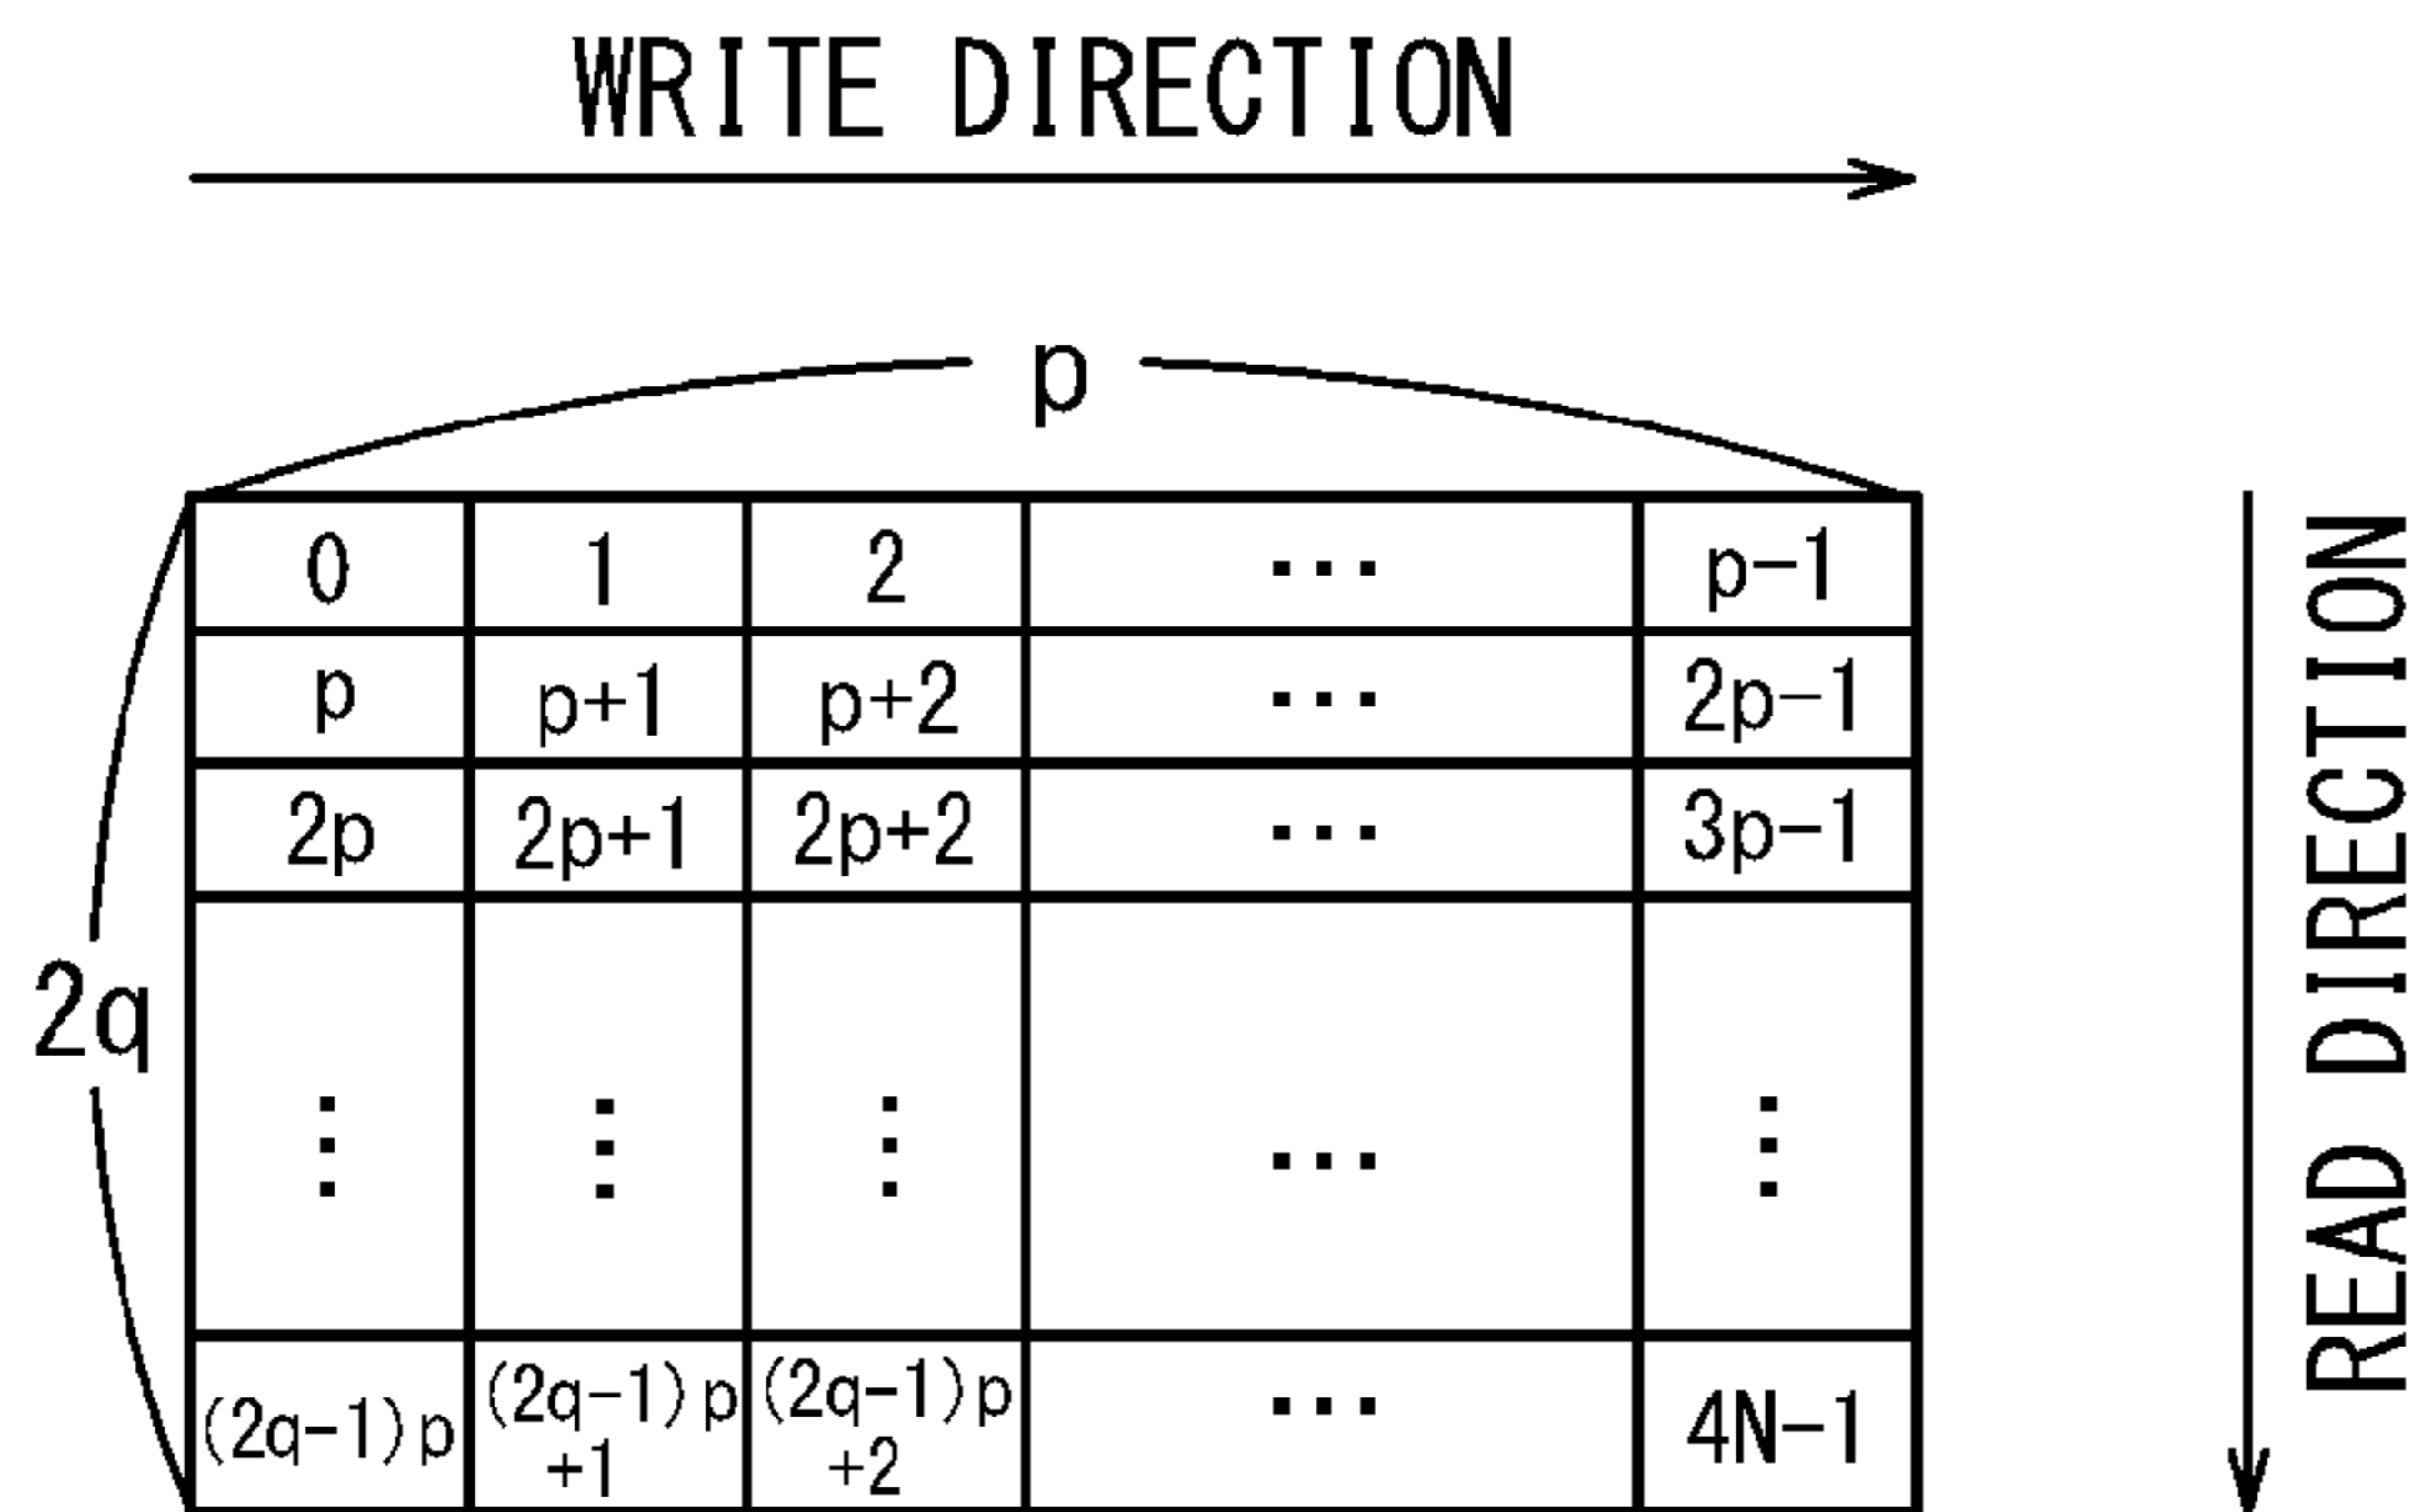 WRITE DIRECTION
p
0 1 2 ... p-1
p p+1 p+2 ... 2p-1
2p 2p+1 2p+2 ... 3p-1
2q
⋮ ⋮ ⋮ ... ⋮
(2q-1)p (2q-1)p+1 (2q-1)p+2 ... 4N-1
READ DIRECTION